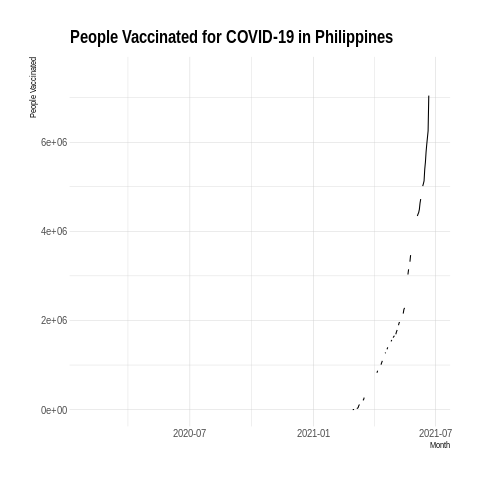 People Vaccinated for COVID-19 in Philippines
People Vaccinated
6e+06
4e+06
2e+06
0e+00
2020-07
2021-01
2021-07
Month